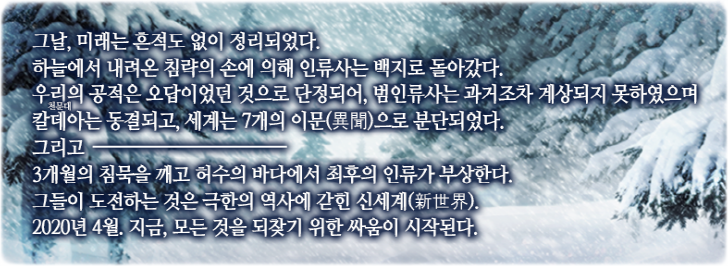 그날, 미래는 흔적도 없이 정리되었다.
하늘에서 내려온 침략의 손에 의해 인류사는 백지로 돌아갔다.
우리의 공적은 오답이었던 것으로 단정되어, 범인류사는 과거조차 계상되지 못하였으며
천문대
칼데아는 동결되고, 세계는 7개의 이문(異聞)으로 분단되었다.
그리고 ―――――――
3개월의 침묵을 깨고 허수의 바다에서 최후의 인류가 부상한다.
그들이 도전하는 것은 극한의 역사에 갇힌 신세계(新世界).
2020년 4월. 지금, 모든 것을 되찾기 위한 싸움이 시작된다.